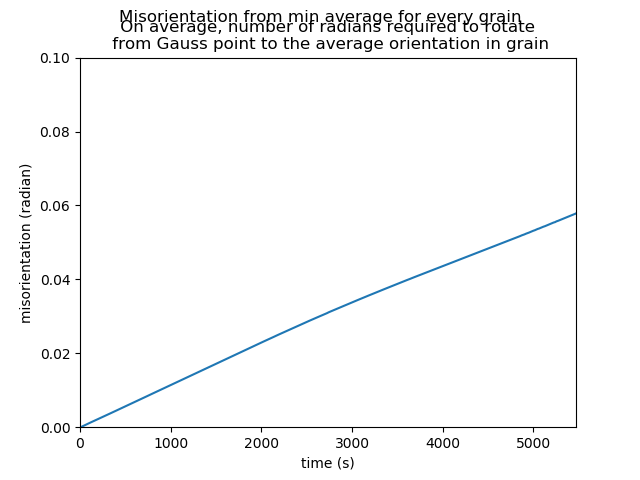 Misorientation from min average for every grain
On average, number of radians required to rotate
from Gauss point to the average orientation in grain
0.10
0.08
0.06
0.04
0.02
0.00
misorientation (radian)
0 1000 2000 3000 4000 5000
time (s)